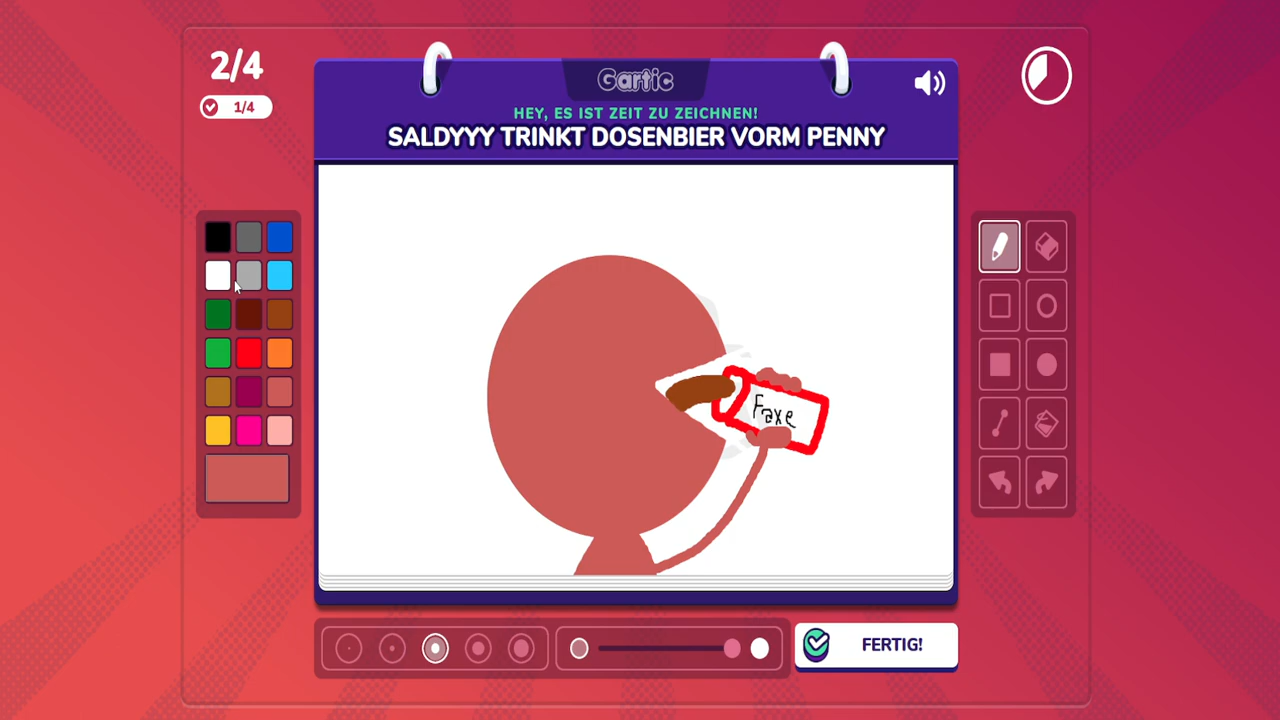 2/4
1/4
Gartic
HEY, ES IST ZEIT ZU ZEICHNEN!
SALDYYY TRINKT DOSENBIER VORM PENNY
Faxe
FERTIG!